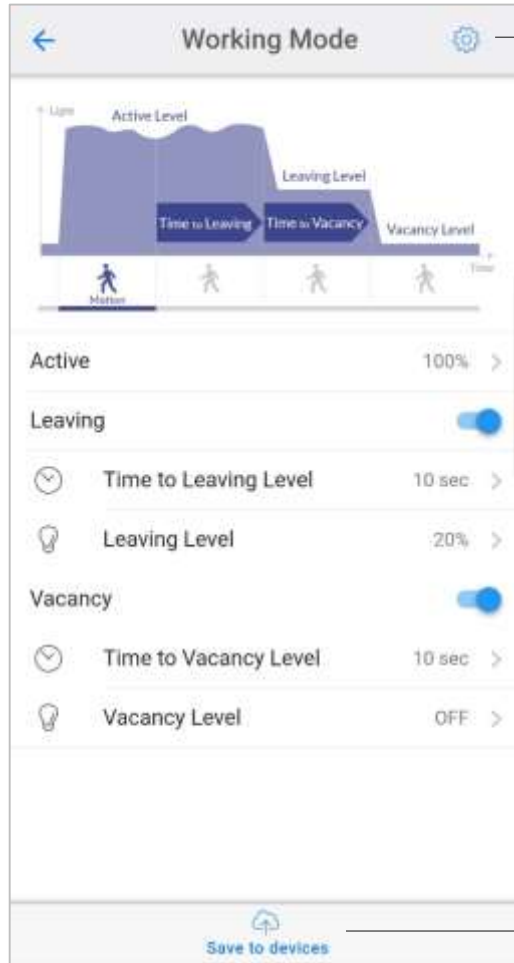 Working Mode
Light
Active Level
Leaving Level
Time to Leaving
Time to Vacancy
Vacancy Level
Time
Motion
Active 100%
Leaving
Time to Leaving Level 10 sec
Leaving Level 20%
Vacancy
Time to Vacancy Level 10 sec
Vacancy Level OFF
Save to devices